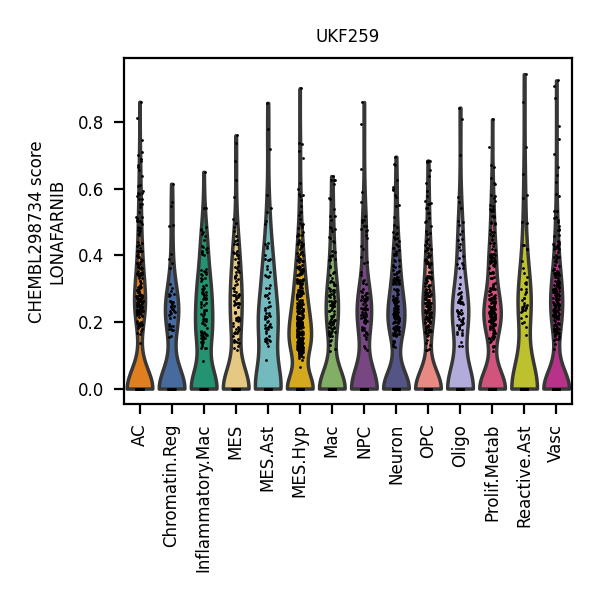 UKF259
CHEMBL298734 score
LONAFARNIB
0.8
0.6
0.4
0.2
0.0
AC
Chromatin.Reg
Inflammatory.Mac
MES
MES.Ast
MES.Hyp
Mac
NPC
Neuron
OPC
Oligo
Prolif.Metab
Reactive.Ast
Vasc